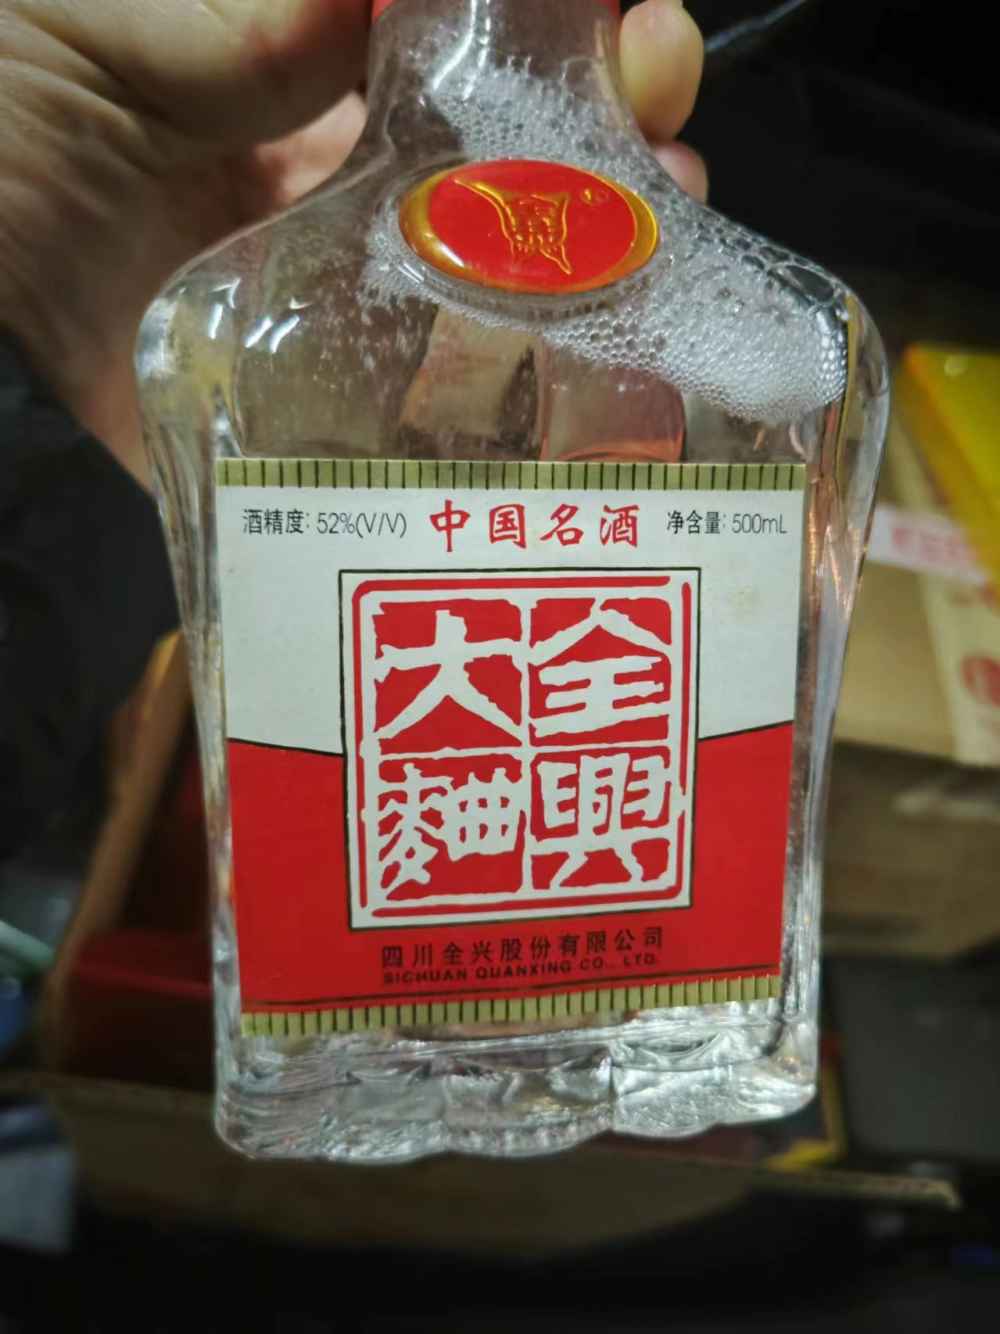 酒精度: 52%(V/V) 中国名酒 净含量: 500mL
全興
大麯
四川全兴股份有限公司
SICHUAN QUANXING CO., LTD.